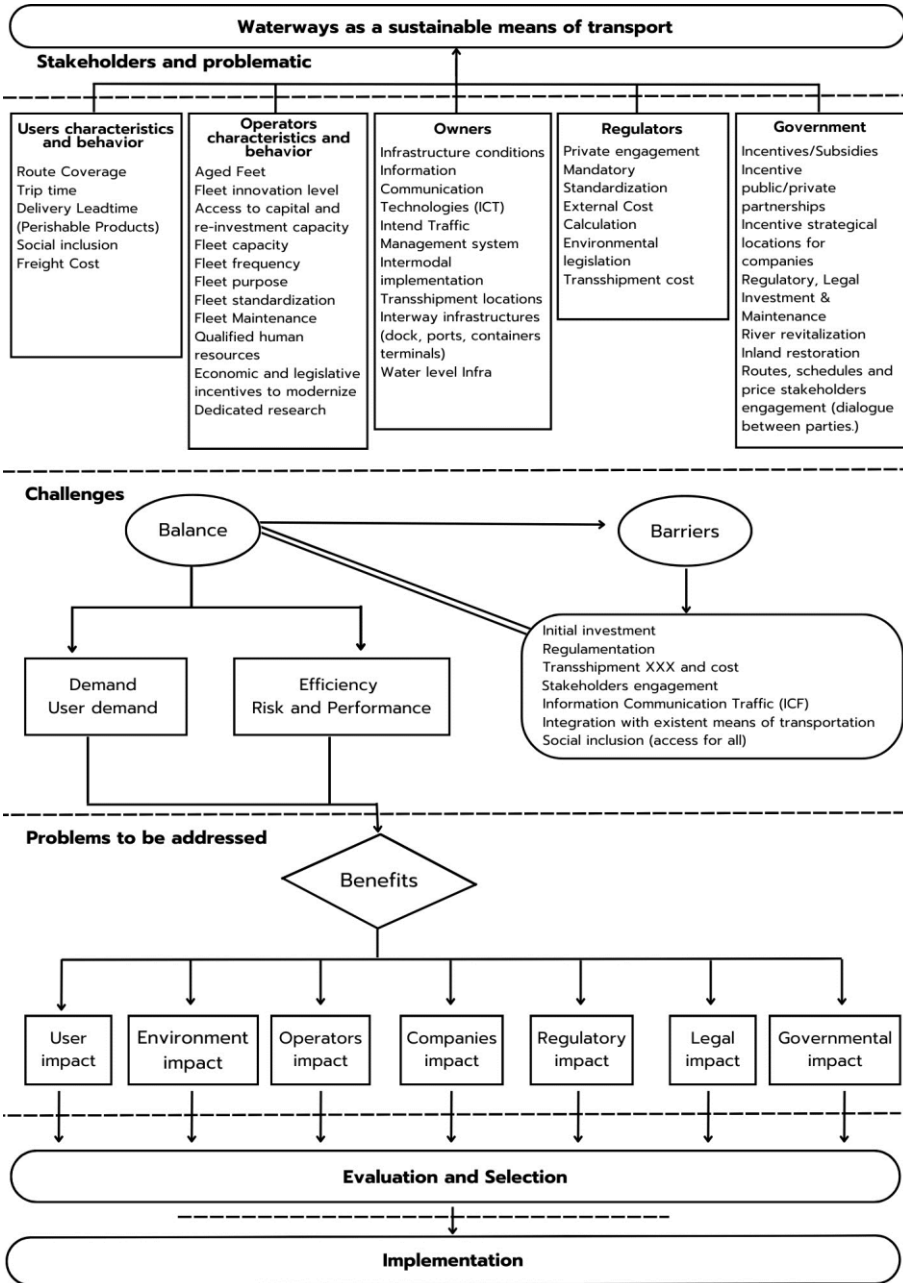 Waterways as a sustainable means of transport
Stakeholders and problematic
Users characteristics
and behavior
Route Coverage
Trip time
Delivery Leadtime
(Perishable Products)
Social inclusion
Freight Cost
Operators
characteristics and
behavior
Aged Feet
Fleet innovation level
Access to capital and
re-investment capacity
Fleet capacity
Fleet frequency
Fleet purpose
Fleet standardization
Fleet Maintenance
Qualified human
resources
Economic and legislative
incentives to modernize
Dedicated research
Owners
Infrastructure conditions
Information
Communication
Technologies (ICT)
Intend Traffic
Management system
Intermodal
implementation
Transshipment locations
Interway infrastructures
(dock, ports, containers
terminals)
Water level Infra
Regulators
Private engagement
Mandatory
Standardization
External Cost
Calculation
Environmental
legislation
Transshipment cost
Government
Incentives/Subsidies
Incentive
public/private
partnerships
Incentive strategical
locations for
companies
Regulatory, Legal
Investment &
Maintenance
River revitalization
Inland restoration
Routes, schedules and
price stakeholders
engagement (dialogue
between parties.)
Challenges
Balance
Barriers
Demand
User demand
Efficiency
Risk and Performance
Initial investment
Regulamentation
Transshipment XXX and cost
Stakeholders engagement
Information Communication Traffic (ICF)
Integration with existent means of transportation
Social inclusion (access for all)
Problems to be addressed
Benefits
User
impact
Environment
impact
Operators
impact
Companies
impact
Regulatory
impact
Legal
impact
Governmental
impact
Evaluation and Selection
Implementation